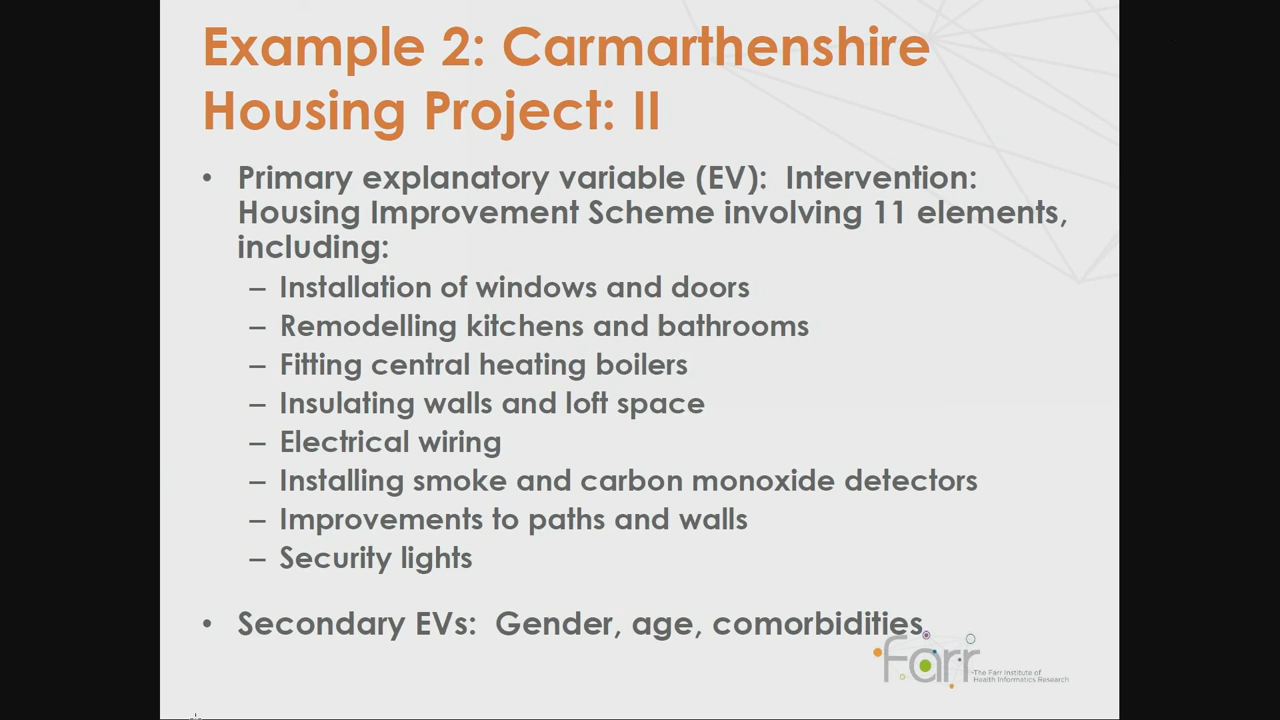 Example 2: Carmarthenshire
Housing Project: II
• Primary explanatory variable (EV):  Intervention:
Housing Improvement Scheme involving 11 elements,
including:
– Installation of windows and doors
– Remodelling kitchens and bathrooms
– Fitting central heating boilers
– Insulating walls and loft space
– Electrical wiring
– Installing smoke and carbon monoxide detectors
– Improvements to paths and walls
– Security lights
• Secondary EVs:  Gender, age, comorbidities
farr
The Farr Institute of
Health Informatics Research